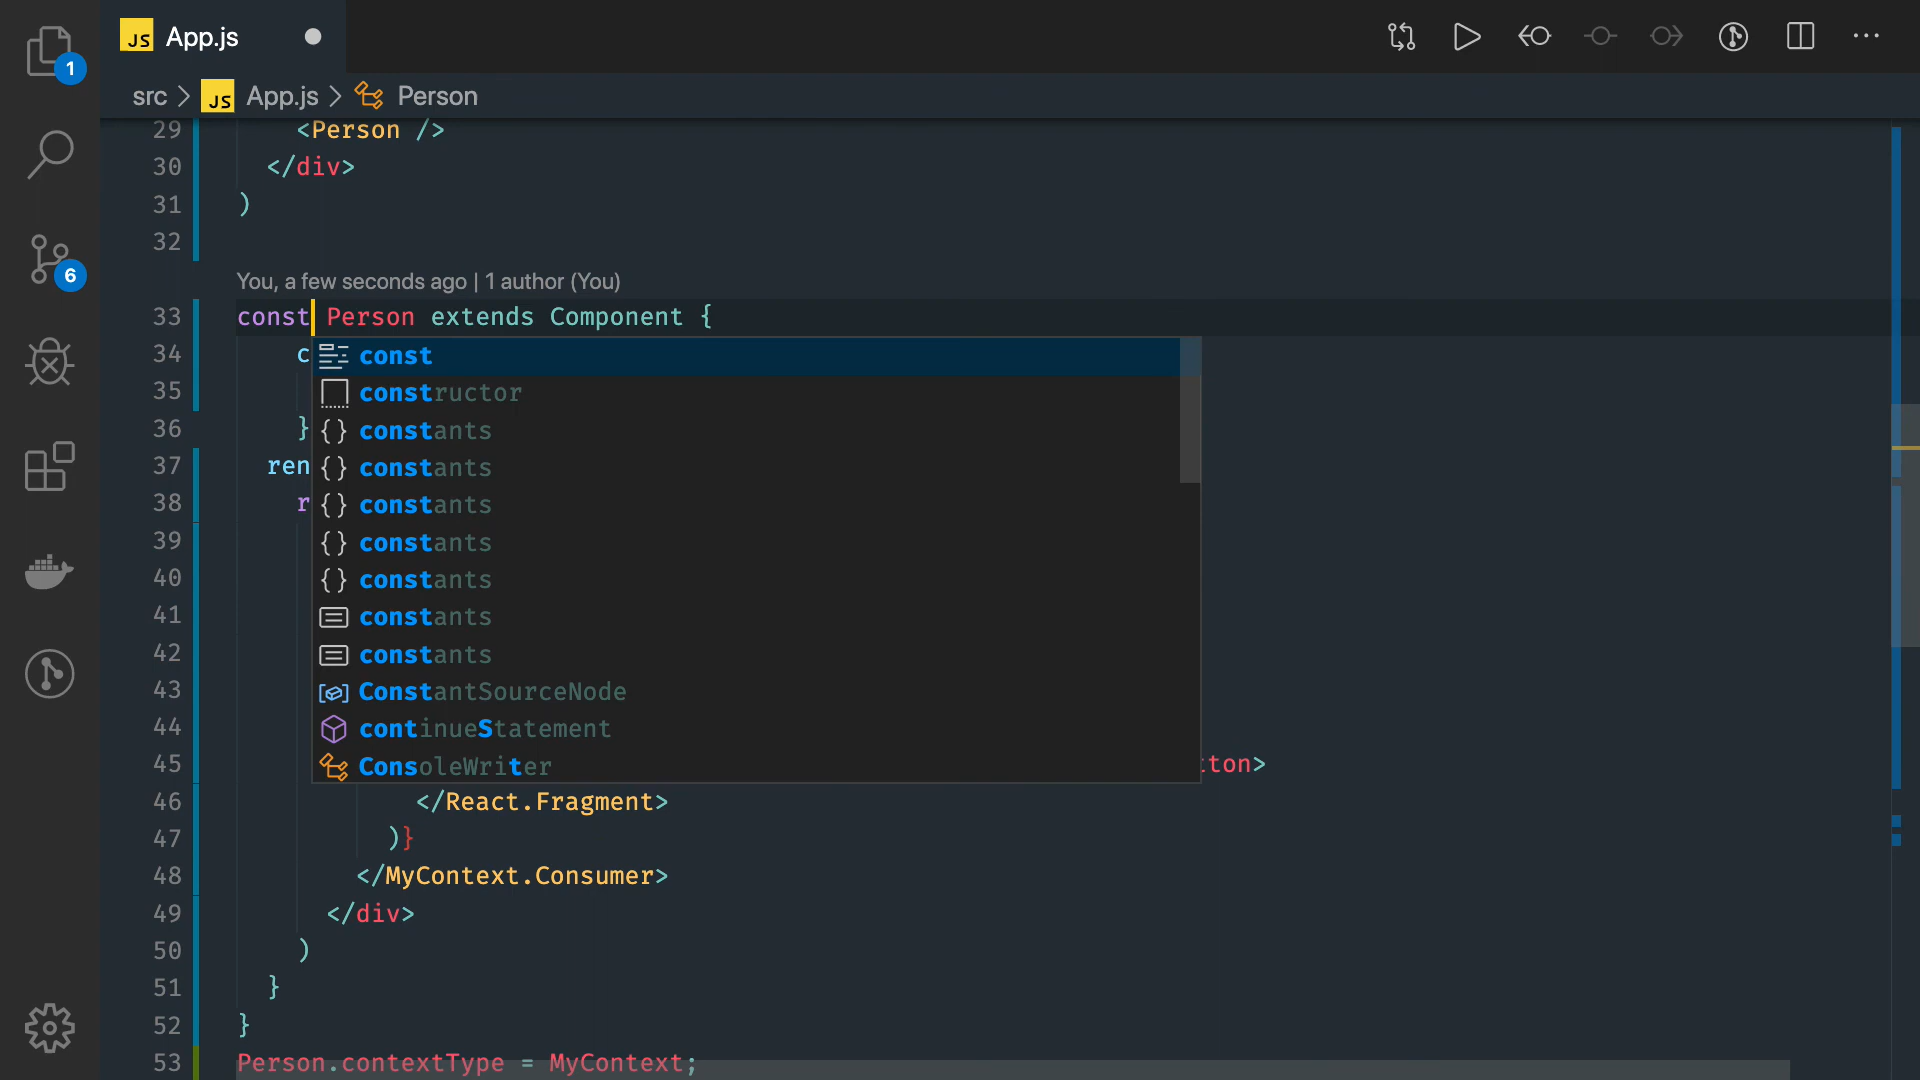 1
JS App.js
src > JS App.js > Person
29 <Person />
30 </div>
31 )
6
32
You, a few seconds ago | 1 author (You)
33 const Person extends Component {
34 c const
35 constructor
36 } constants
37 ren constants
38 r constants
39 constants
40 constants
41 constants
42 constants
43 ConstantSourceNode
44 continueStatement
45 ConsoleWriter ton>
46 </React.Fragment>
47 )}
48 </MyContext.Consumer>
49 </div>
50 )
51 }
52 }
53 Person.contextType = MyContext;